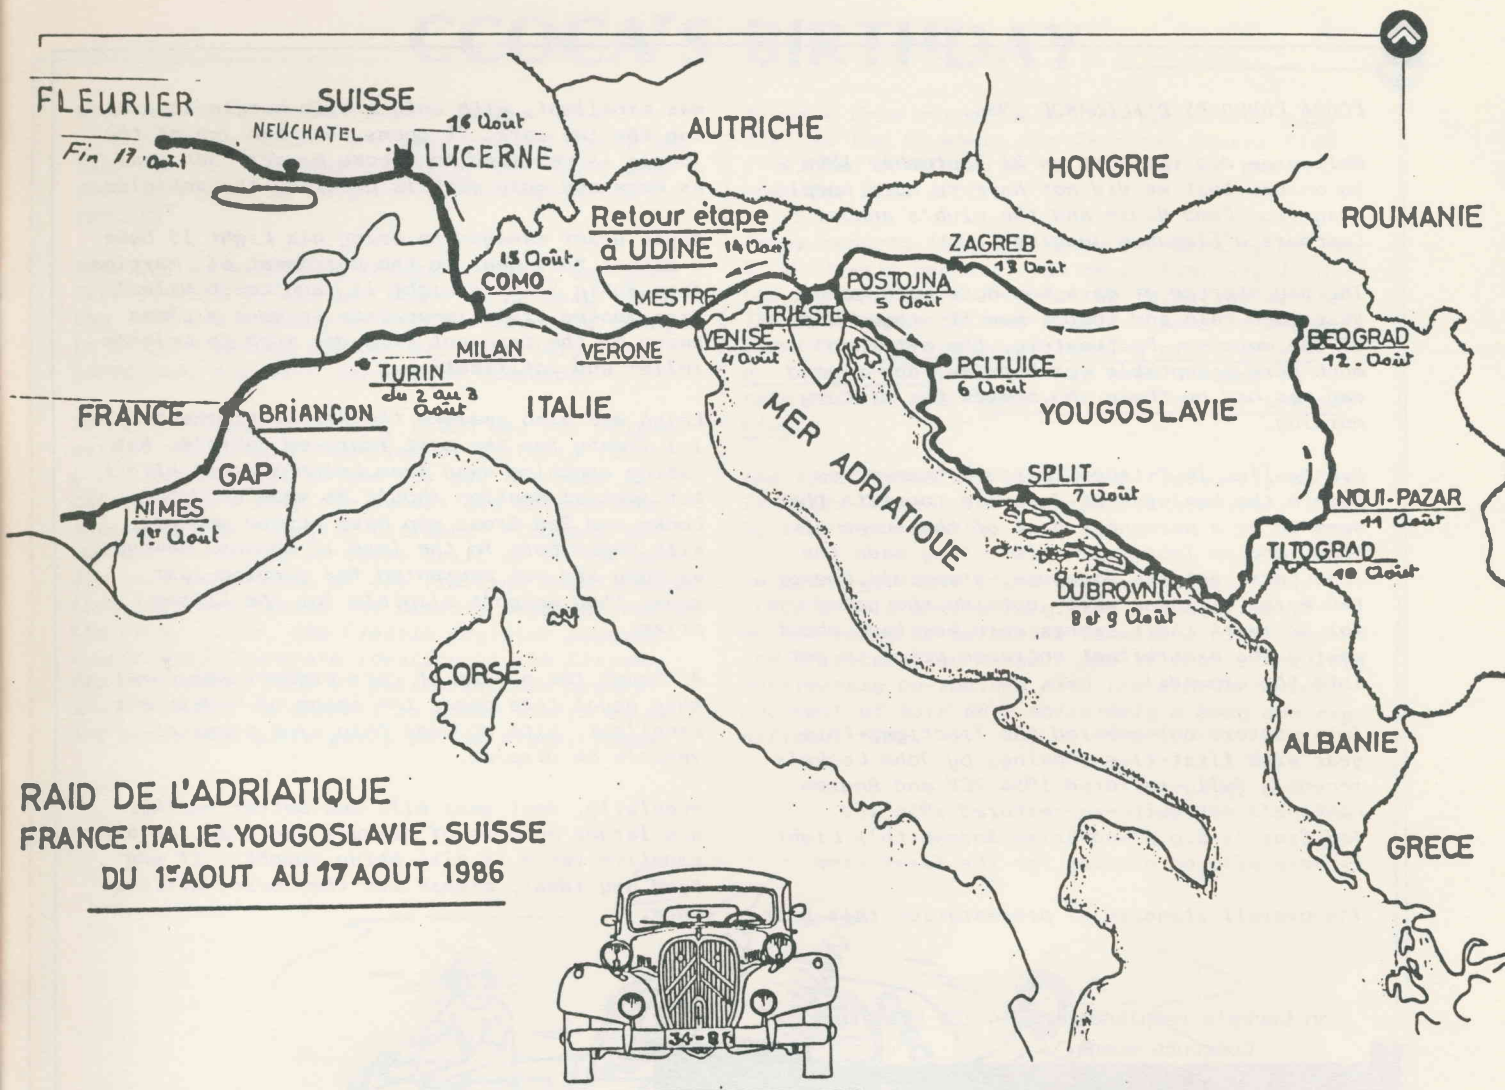 FLEURIER
SUISSE
NEUCHATEL
16 Août
Fin 17 Août
LUCERNE
AUTRICHE
HONGRIE
ROUMANIE
Retour étape
à UDINE
14 Août
15 Août.
COMO
ZAGREB
13 Août
POSTOJNA
Août
MESTRE
TRIESTE
VENISE
4 Août
MILAN
VERONE
BEOGRAD
12. Août
TURIN
du 2 au 3
Août
PLITVICE
6 Août
FRANCE
BRIANÇON
ITALIE
YOUGOSLAVIE
MER ADRIATIQUE
GAP
SPLIT
7 Août
NOVI-PAZAR
11 Août
NIMES
1er Août
TITOGRAD
10 Août
DUBROVNIK
8 et 9 Août
CORSE
ALBANIE
GRECE
RAID DE L'ADRIATIQUE
FRANCE.ITALIE.YOUGOSLAVIE.SUISSE
DU 1er AOUT AU 17 AOUT 1986